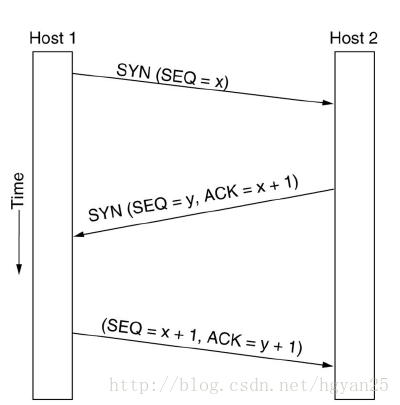 Host 1
Host 2
SYN (SEQ = x)
Time
SYN (SEQ = y, ACK = x + 1)
(SEQ = x + 1, ACK = y + 1)
http://blog.csdn.net/hgyan25